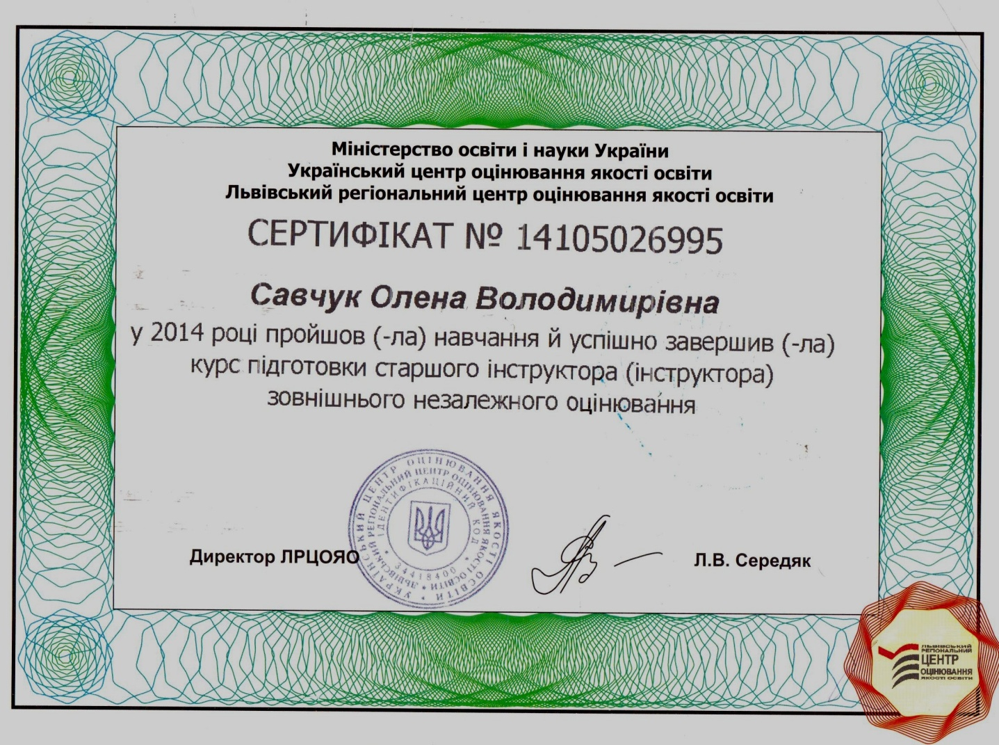 Міністерство освіти і науки України
Український центр оцінювання якості освіти
Львівський регіональний центр оцінювання якості освіти
СЕРТИФІКАТ № 14105026995
Савчук Олена Володимирівна
у 2014 році пройшов (-ла) навчання й успішно завершив (-ла)
курс підготовки старшого інструктора (інструктора)
зовнішнього незалежного оцінювання
УКРАЇНСЬКИЙ ЦЕНТР ОЦІНЮВАННЯ ЯКОСТІ ОСВІТИ
ЛЬВІВСЬКИЙ РЕГІОНАЛЬНИЙ ЦЕНТР ОЦІНЮВАННЯ ЯКОСТІ ОСВІТИ
ІДЕНТИФІКАЦІЙНИЙ КОД
34418400
Директор ЛРЦОЯО
Л.В. Середяк
ЛЬВІВСЬКИЙ
РЕГІОНАЛЬНИЙ
ЦЕНТР
ОЦІНЮВАННЯ
ЯКОСТІ ОСВІТИ